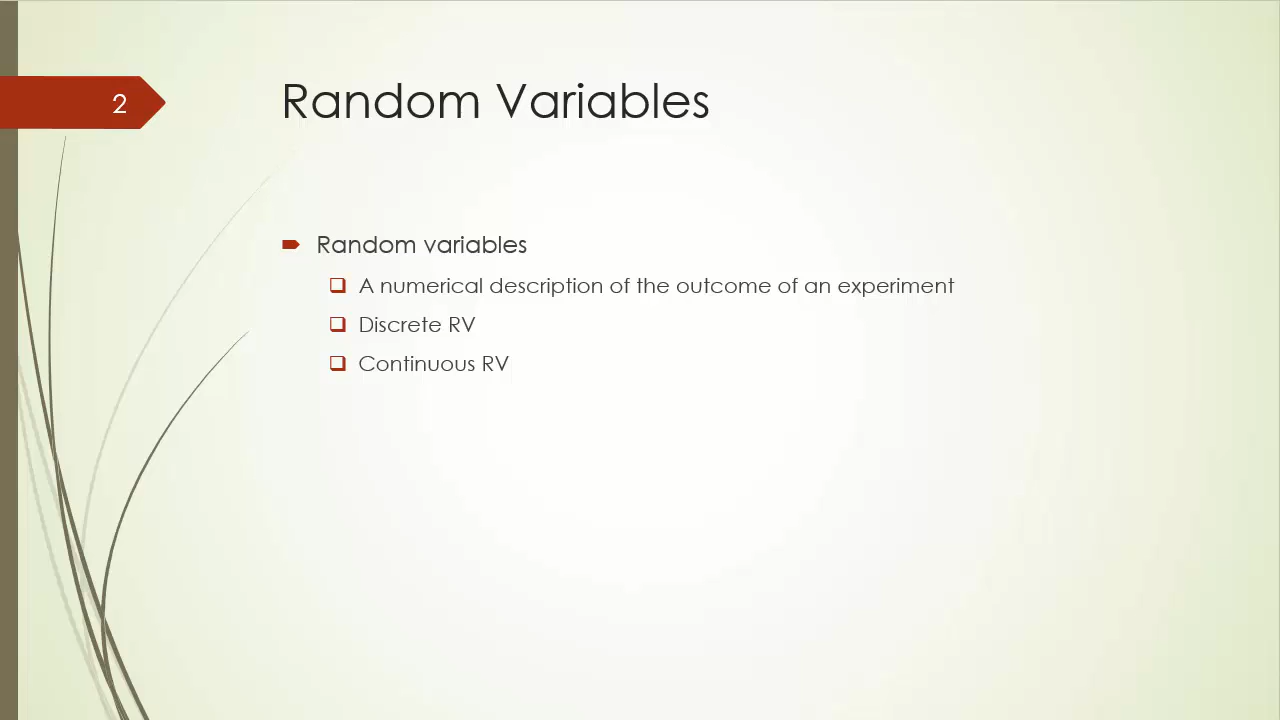 2
Random Variables
Random variables
A numerical description of the outcome of an experiment
Discrete RV
Continuous RV